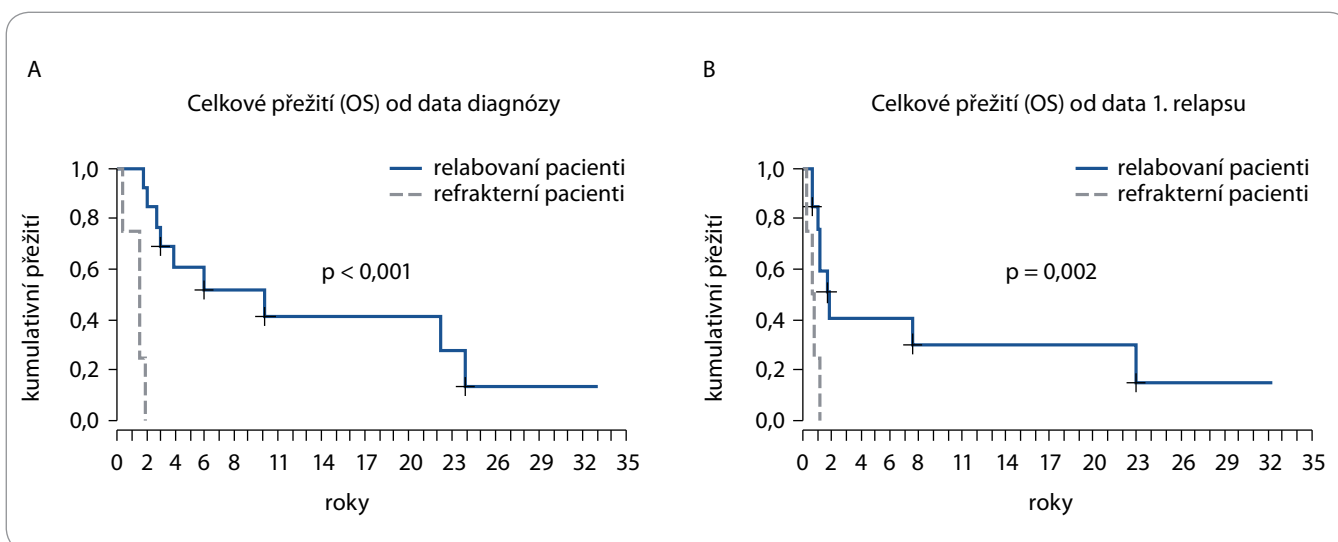 A
Celkové přežití (OS) od data diagnózy
relabovaní pacienti
refrakterní pacienti
kumulativní přežití
1,0
0,8
0,6
0,4
0,2
0,0
p < 0,001
0 2 4 6 8 11 14 17 20 23 26 29 32 35
roky
B
Celkové přežití (OS) od data 1. relapsu
relabovaní pacienti
refrakterní pacienti
kumulativní přežití
1,0
0,8
0,6
0,4
0,2
0,0
p = 0,002
0 2 4 6 8 11 14 17 20 23 26 29 32 35
roky